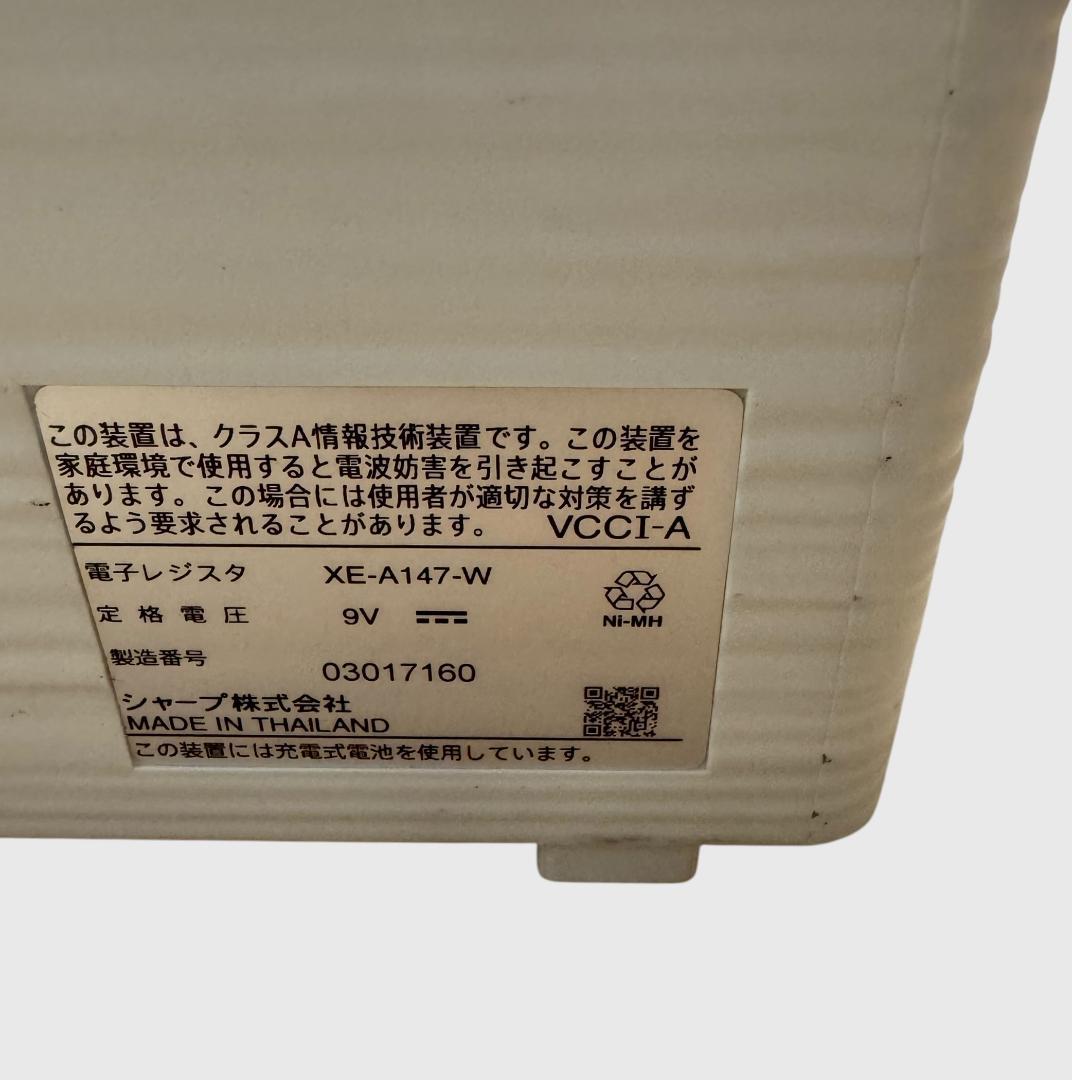 この装置は、クラスA情報技術装置です。この装置を
家庭環境で使用すると電波妨害を引き起こすことが
あります。この場合には使用者が適切な対策を講ず
るよう要求されることがあります。 VCCI-A
電子レジスタ XE-A147-W
定格電圧 9V
Ni-MH
製造番号 03017160
シャープ株式会社
MADE IN THAILAND
この装置には充電式電池を使用しています。